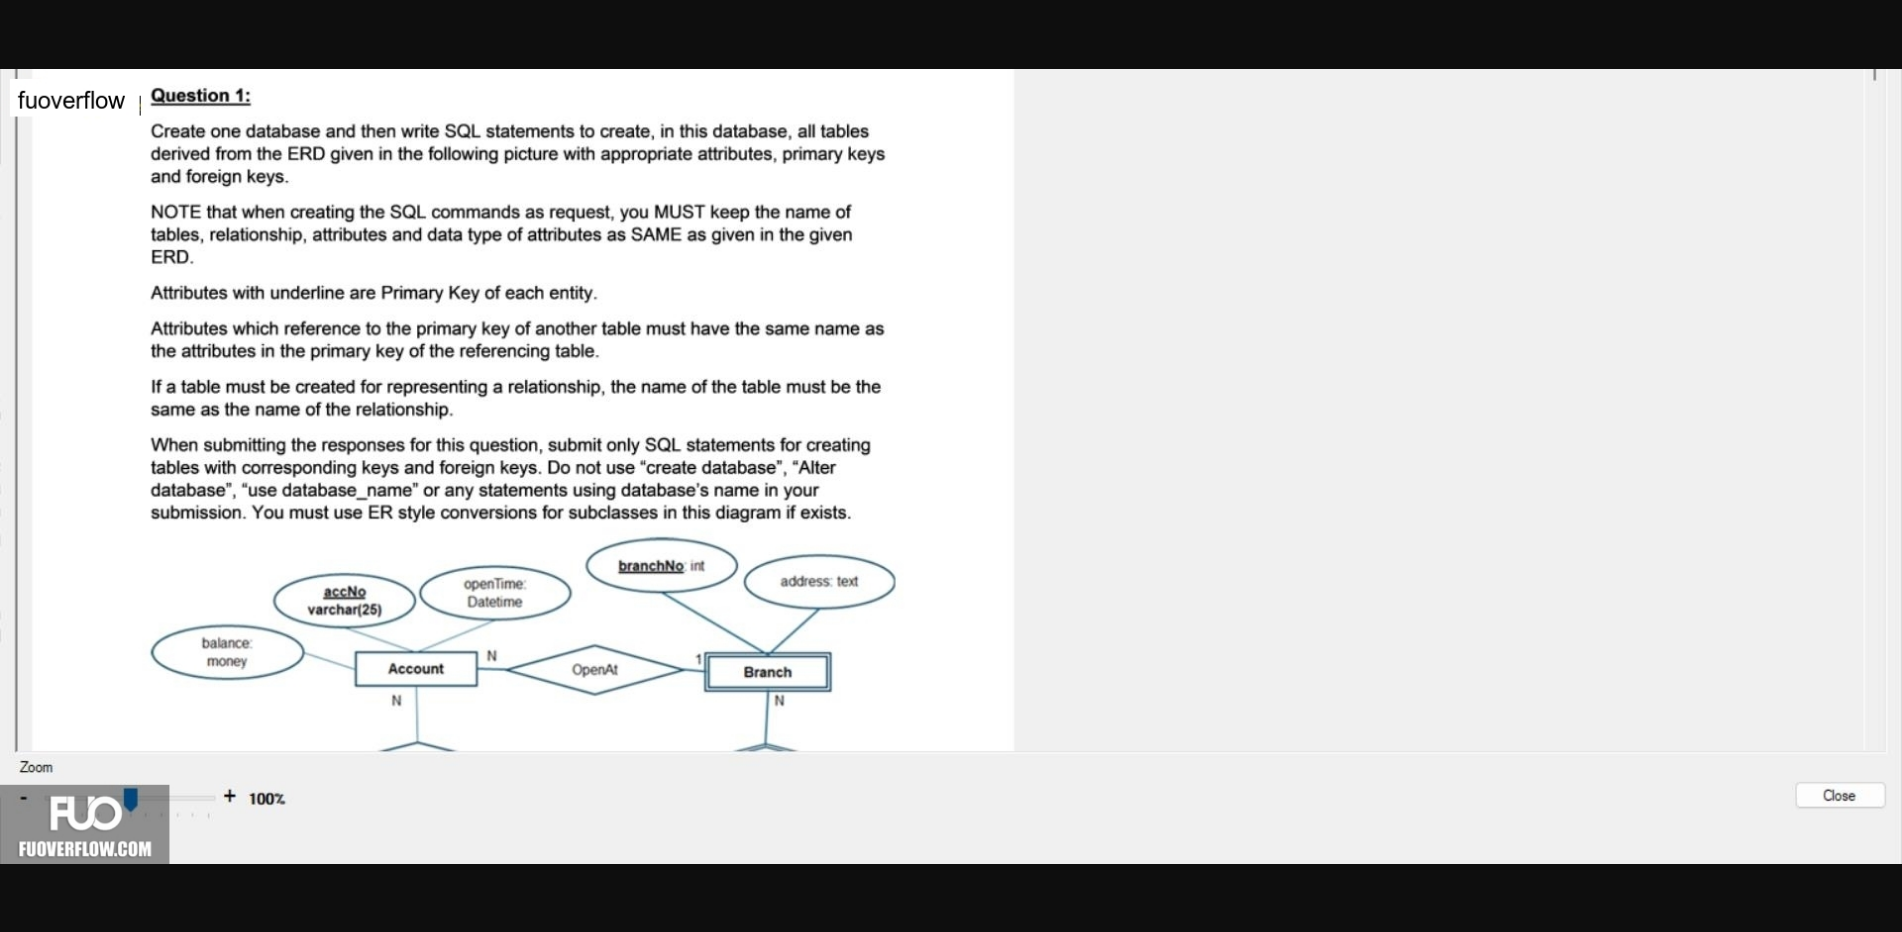 fuoverflow
Question 1:
Create one database and then write SQL statements to create, in this database, all tables
derived from the ERD given in the following picture with appropriate attributes, primary keys
and foreign keys.
NOTE that when creating the SQL commands as request, you MUST keep the name of
tables, relationship, attributes and data type of attributes as SAME as given in the given
ERD.
Attributes with underline are Primary Key of each entity.
Attributes which reference to the primary key of another table must have the same name as
the attributes in the primary key of the referencing table.
If a table must be created for representing a relationship, the name of the table must be the
same as the name of the relationship.
When submitting the responses for this question, submit only SQL statements for creating
tables with corresponding keys and foreign keys. Do not use “create database”, “Alter
database”, “use database_name” or any statements using database’s name in your
submission. You must use ER style conversions for subclasses in this diagram if exists.
branchNo: int
address: text
accNo
varchar(25)
openTime:
Datetime
balance:
money
Account
N
OpenAt
1
Branch
N
N
Zoom
- + 100%
Close
FUO
FUOVERFLOW.COM